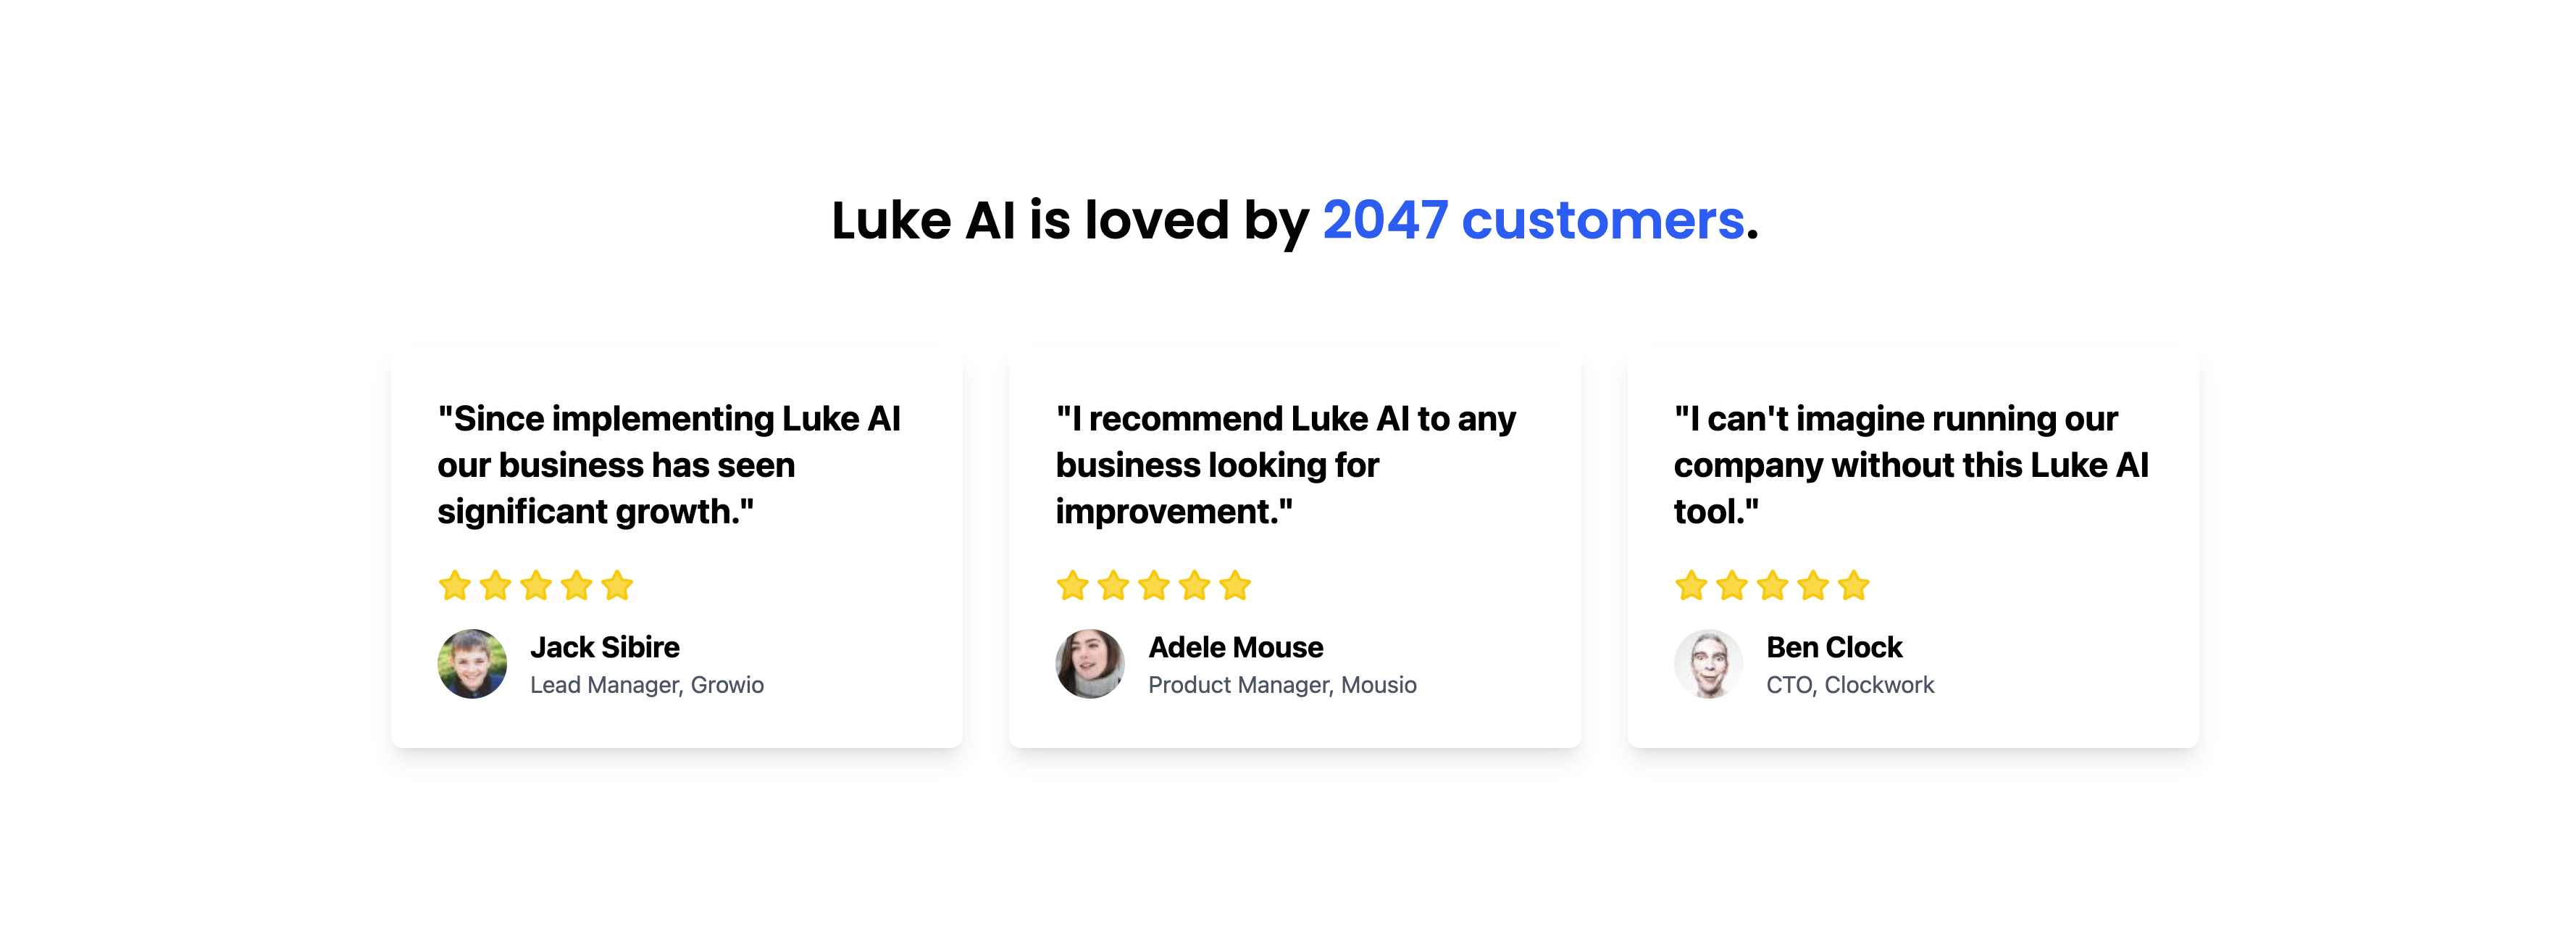 Luke AI is loved by 2047 customers.
"Since implementing Luke AI
our business has seen
significant growth."
Jack Sibire
Lead Manager, Growio
"I recommend Luke AI to any
business looking for
improvement."
Adele Mouse
Product Manager, Mousio
"I can't imagine running our
company without this Luke AI
tool."
Ben Clock
CTO, Clockwork